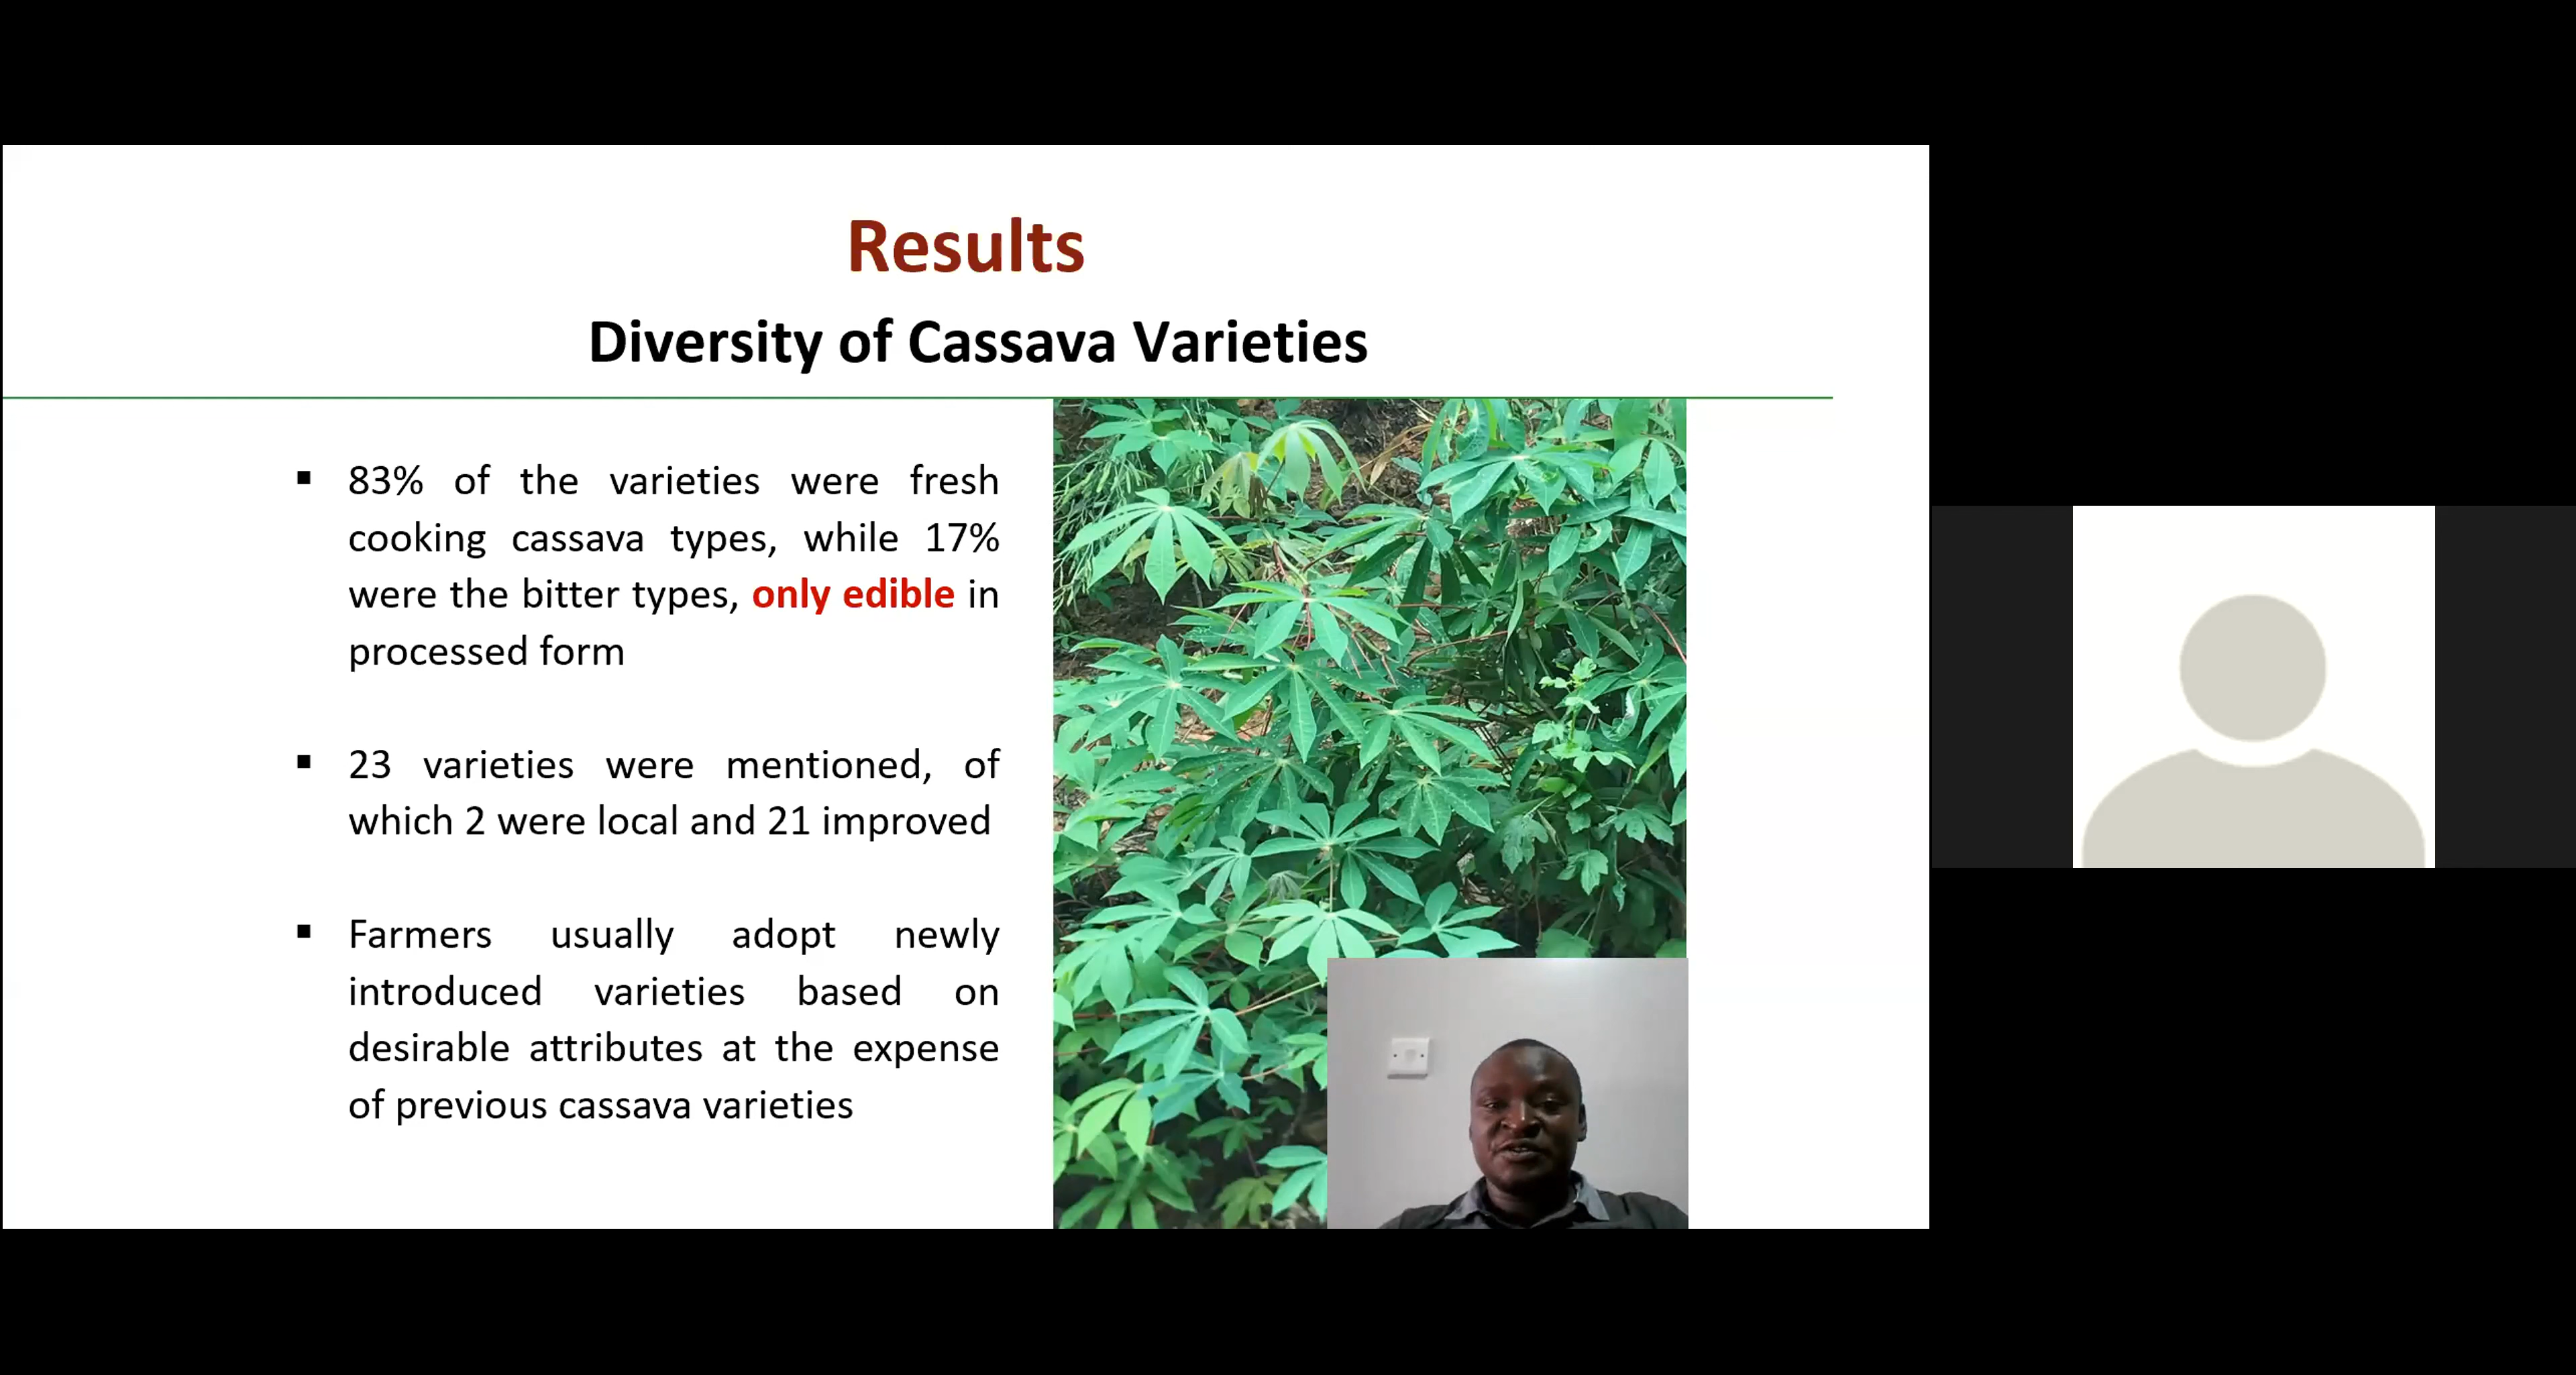 Results
Diversity of Cassava Varieties
▪ 83% of the varieties were fresh
cooking cassava types, while 17%
were the bitter types, only edible in
processed form
▪ 23 varieties were mentioned, of
which 2 were local and 21 improved
▪ Farmers usually adopt newly
introduced varieties based on
desirable attributes at the expense
of previous cassava varieties